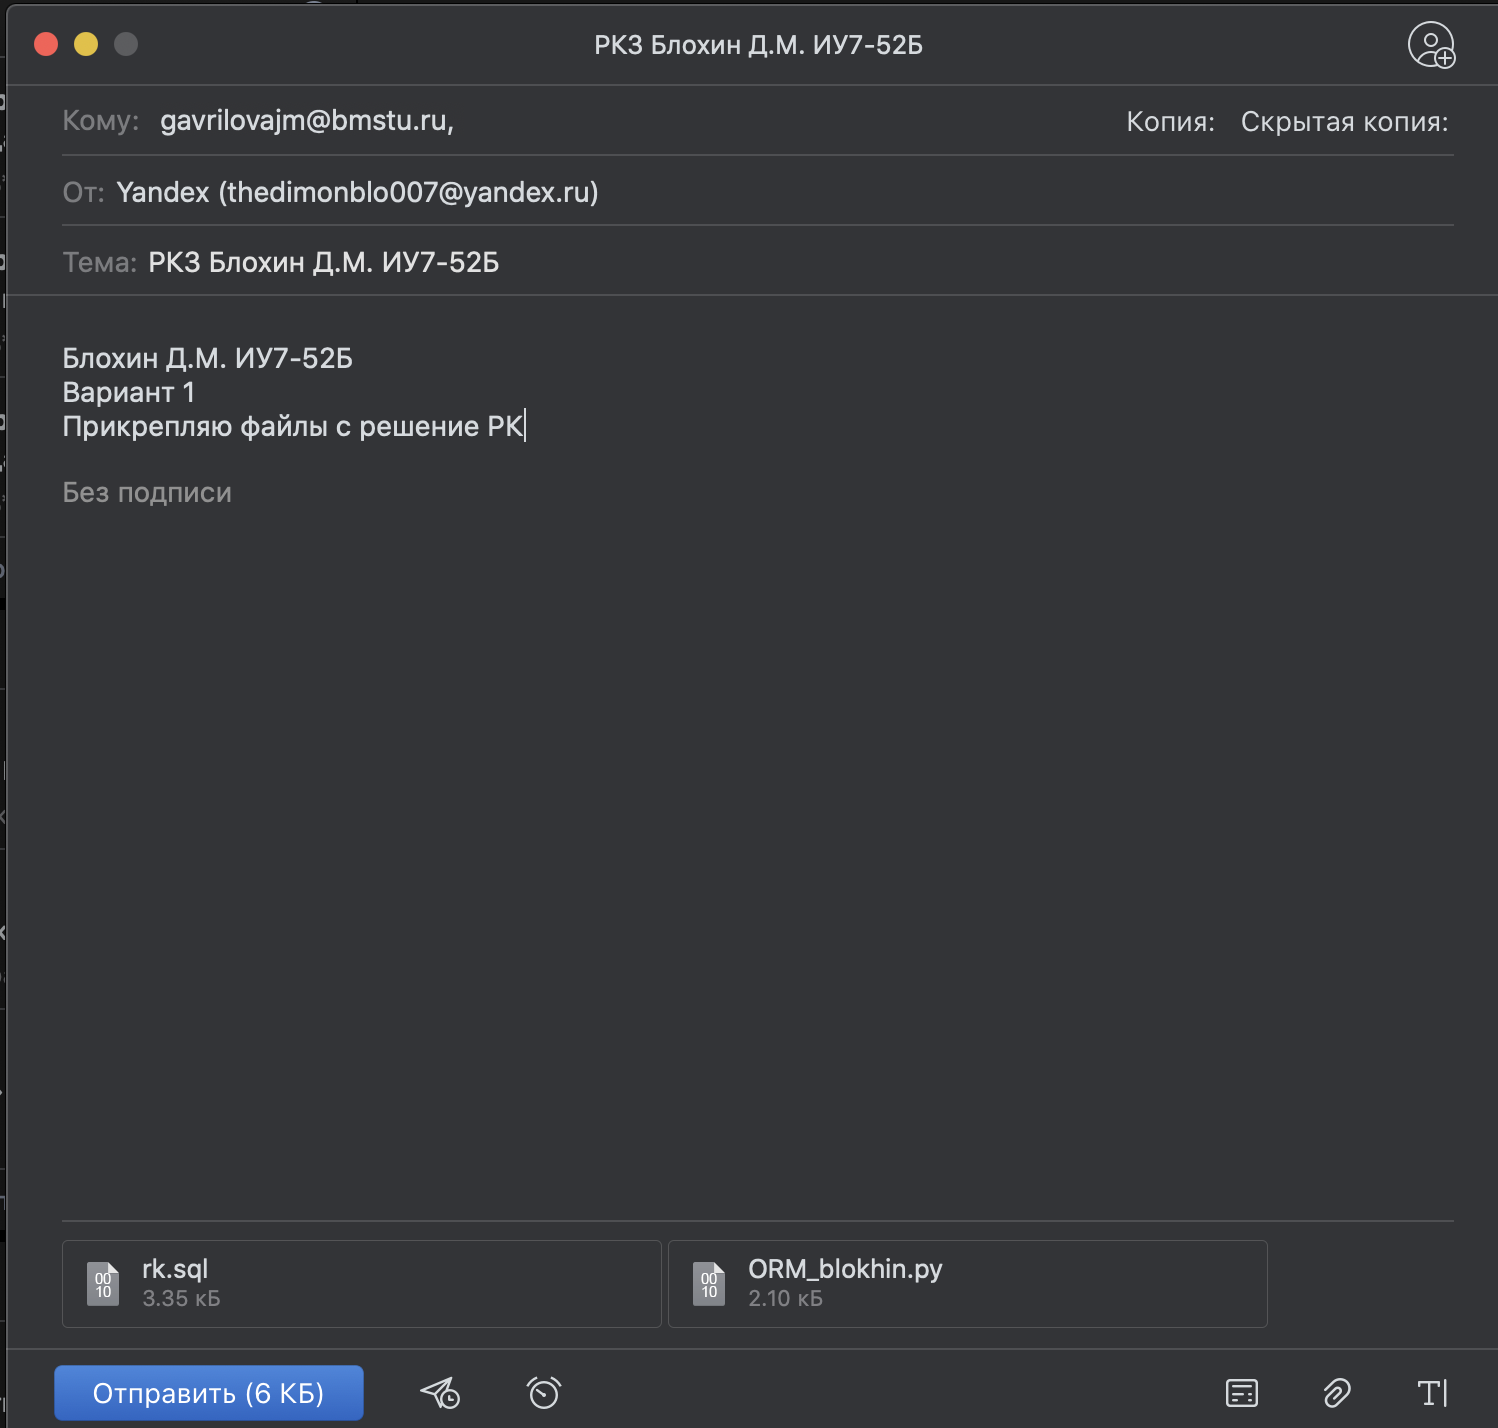 РК3 Блохин Д.М. ИУ7-52Б
Кому: gavrilovajm@bmstu.ru,
Копия: Скрытая копия:
От: Yandex (thedimonblo007@yandex.ru)
Тема: РК3 Блохин Д.М. ИУ7-52Б
Блохин Д.М. ИУ7-52Б
Вариант 1
Прикрепляю файлы с решение РК
Без подписи
00
10
rk.sql
3.35 кБ
00
10
ORM_blokhin.py
2.10 кБ
Отправить (6 КБ)
T